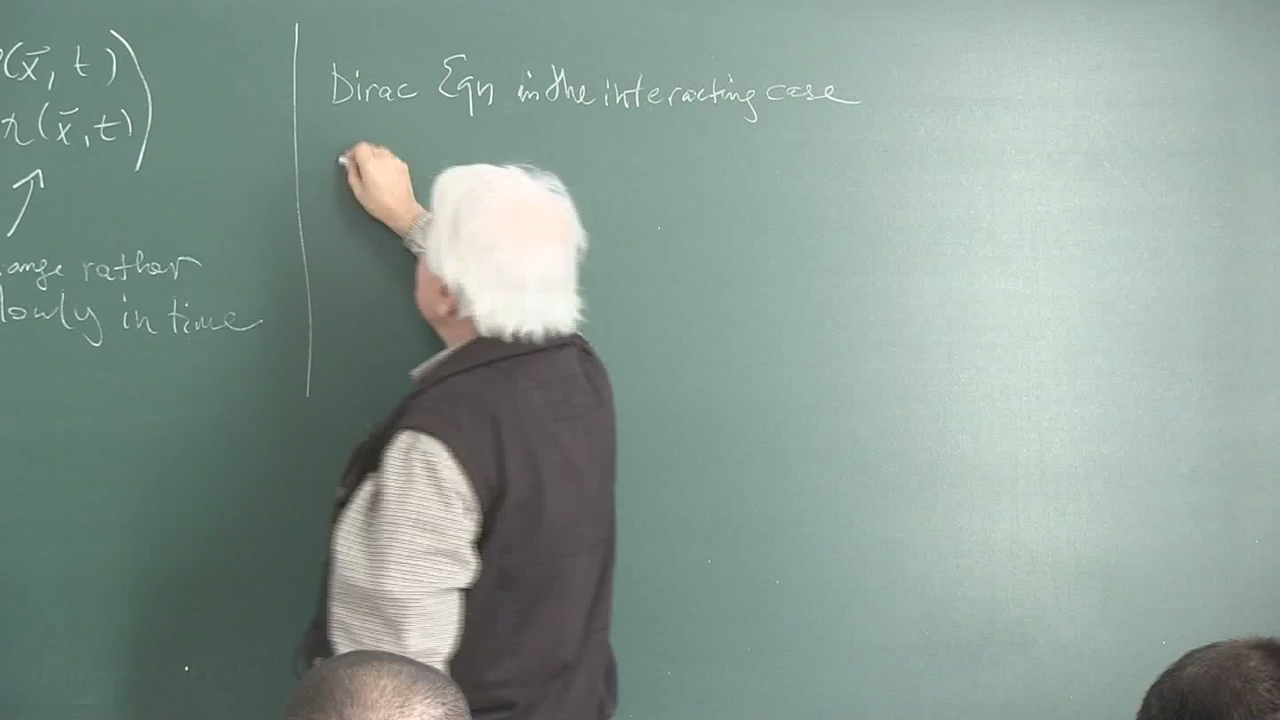 (x⃗, t)
η(x⃗, t)
ange rather
lowly in time
Dirac Eqn in the interacting case